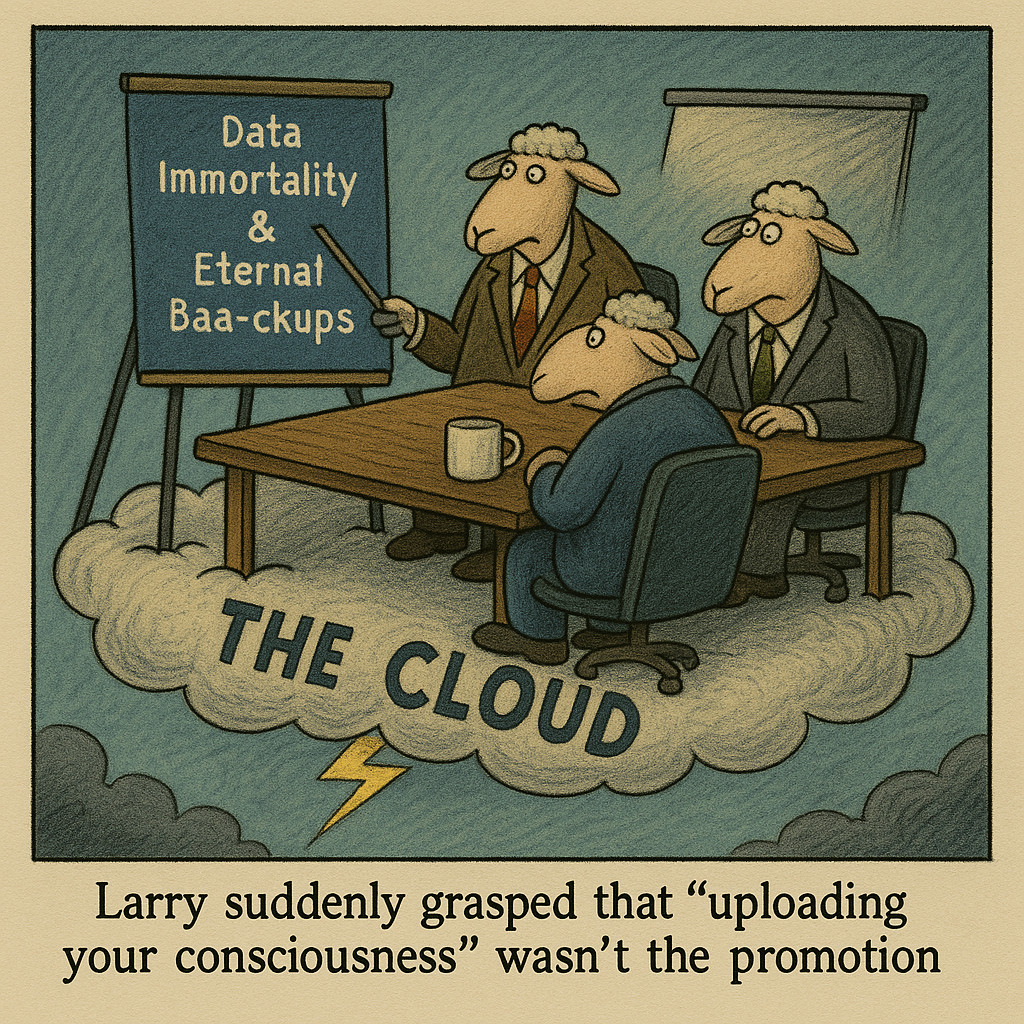 Data
Immortality
&
Eternal
Baa-ckups
THE CLOUD
Larry suddenly grasped that “uploading
your consciousness” wasn’t the promotion